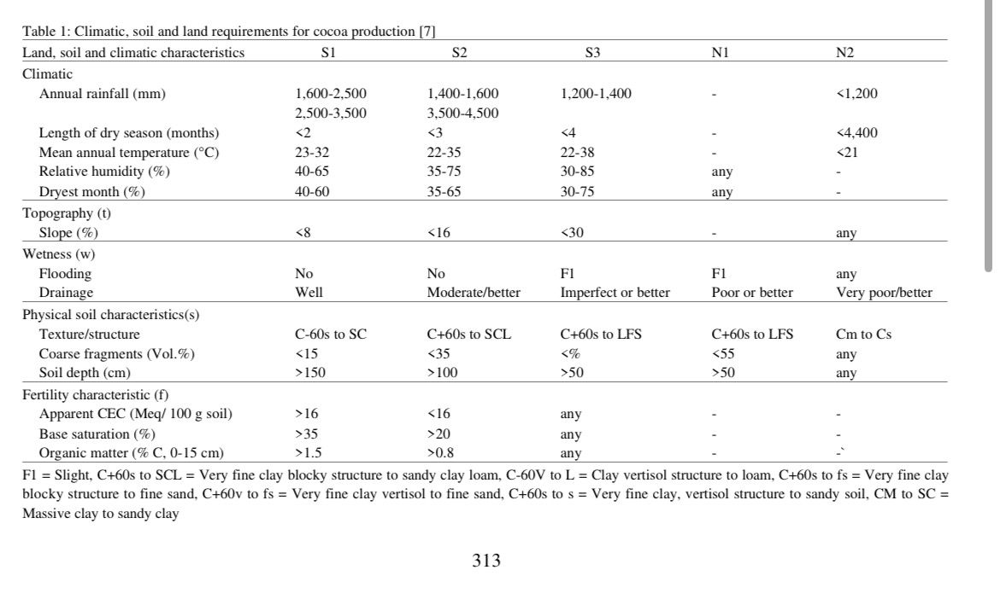 Table 1: Climatic, soil and land requirements for cocoa production [7]
Land, soil and climatic characteristics S1 S2 S3 N1 N2
Climatic
Annual rainfall (mm) 1,600-2,500 1,400-1,600 1,200-1,400 - <1,200
2,500-3,500 3,500-4,500
Length of dry season (months) <2 <3 <4 - <4,400
Mean annual temperature (°C) 23-32 22-35 22-38 - <21
Relative humidity (%) 40-65 35-75 30-85 any -
Dryest month (%) 40-60 35-65 30-75 any -
Topography (t)
Slope (%) <8 <16 <30 - any
Wetness (w)
Flooding No No F1 F1 any
Drainage Well Moderate/better Imperfect or better Poor or better Very poor/better
Physical soil characteristics(s)
Texture/structure C-60s to SC C+60s to SCL C+60s to LFS C+60s to LFS Cm to Cs
Coarse fragments (Vol.%) <15 <35 <% <55 any
Soil depth (cm) >150 >100 >50 >50 any
Fertility characteristic (f)
Apparent CEC (Meq/ 100 g soil) >16 <16 any - -
Base saturation (%) >35 >20 any - -
Organic matter (% C, 0-15 cm) >1.5 >0.8 any - -`
F1 = Slight, C+60s to SCL = Very fine clay blocky structure to sandy clay loam, C-60V to L = Clay vertisol structure to loam, C+60s to fs = Very fine clay
blocky structure to fine sand, C+60v to fs = Very fine clay vertisol to fine sand, C+60s to s = Very fine clay, vertisol structure to sandy soil, CM to SC =
Massive clay to sandy clay
313